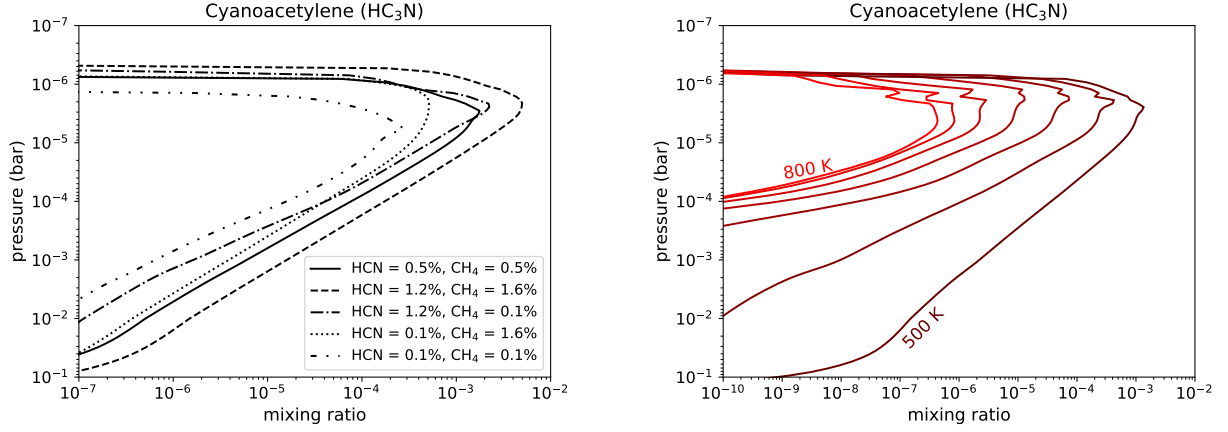 Cyanoacetylene (HC₃N)
pressure (bar)
10⁻⁷
10⁻⁶
10⁻⁵
10⁻⁴
10⁻³
10⁻²
10⁻¹
HCN = 0.5%, CH₄ = 0.5%
HCN = 1.2%, CH₄ = 1.6%
HCN = 1.2%, CH₄ = 0.1%
HCN = 0.1%, CH₄ = 1.6%
HCN = 0.1%, CH₄ = 0.1%
10⁻⁷ 10⁻⁶ 10⁻⁵ 10⁻⁴ 10⁻³ 10⁻²
mixing ratio
Cyanoacetylene (HC₃N)
pressure (bar)
10⁻⁷
10⁻⁶
10⁻⁵
10⁻⁴
10⁻³
10⁻²
10⁻¹
800 K
500 K
10⁻¹⁰ 10⁻⁹ 10⁻⁸ 10⁻⁷ 10⁻⁶ 10⁻⁵ 10⁻⁴ 10⁻³ 10⁻²
mixing ratio